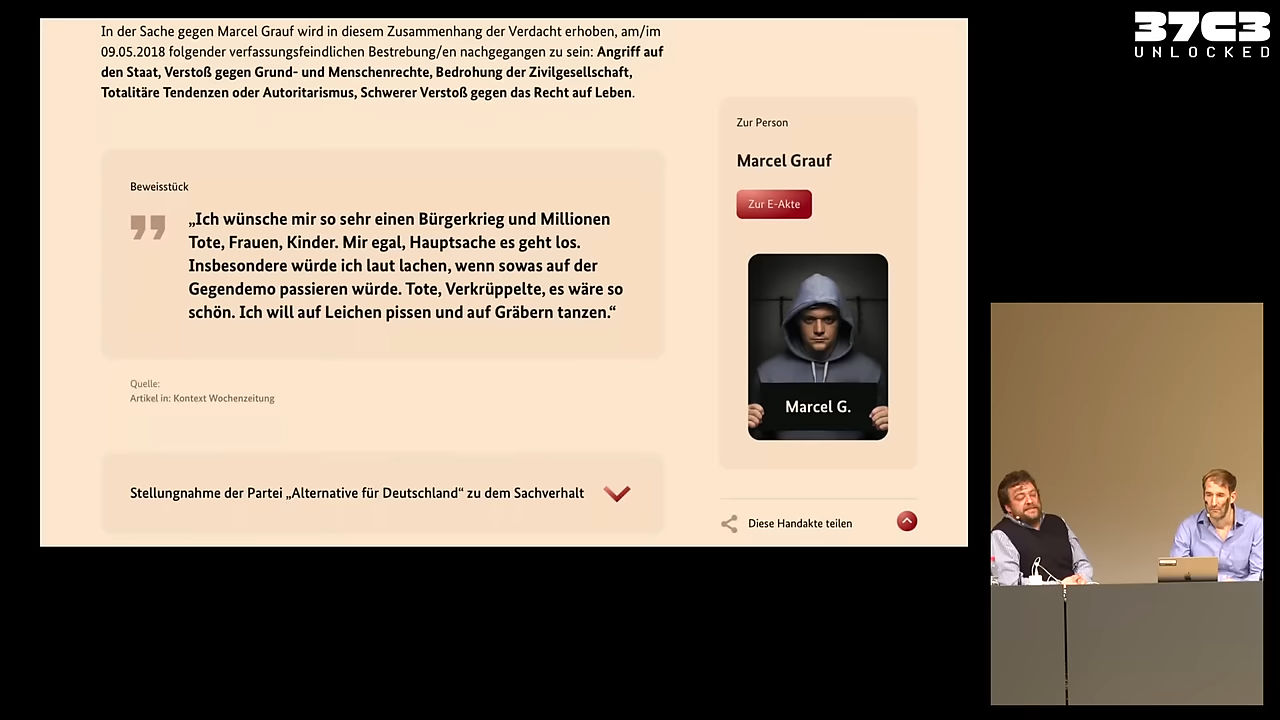 37C3
UNLOCKED
In der Sache gegen Marcel Grauf wird in diesem Zusammenhang der Verdacht erhoben, am/im
09.05.2018 folgender verfassungsfeindlichen Bestrebung/en nachgegangen zu sein: Angriff auf
den Staat, Verstoß gegen Grund- und Menschenrechte, Bedrohung der Zivilgesellschaft,
Totalitäre Tendenzen oder Autoritarismus, Schwerer Verstoß gegen das Recht auf Leben.
Beweisstück
„Ich wünsche mir so sehr einen Bürgerkrieg und Millionen
Tote, Frauen, Kinder. Mir egal, Hauptsache es geht los.
Insbesondere würde ich laut lachen, wenn sowas auf der
Gegendemo passieren würde. Tote, Verkrüppelte, es wäre so
schön. Ich will auf Leichen pissen und auf Gräbern tanzen.“
Quelle:
Artikel in: Kontext Wochenzeitung
Stellungnahme der Partei „Alternative für Deutschland“ zu dem Sachverhalt
Zur Person
Marcel Grauf
Zur E-Akte
Marcel G.
Diese Handakte teilen